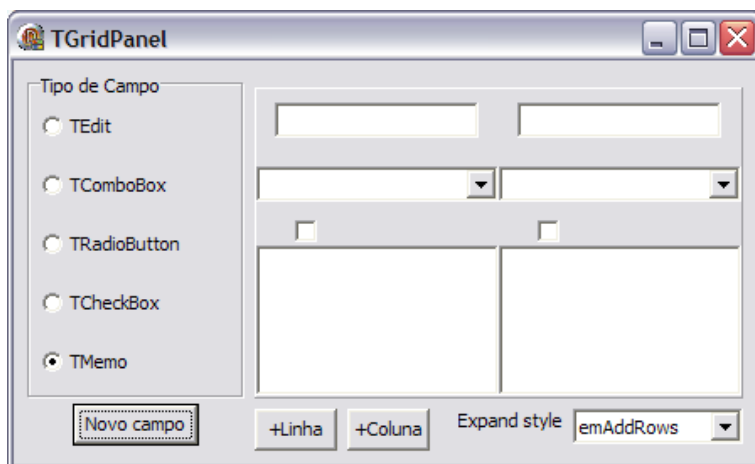 TGridPanel
Tipo de Campo
TEdit
TComboBox
TRadioButton
TCheckBox
TMemo
Novo campo
+Linha
+Coluna
Expand style
emAddRows